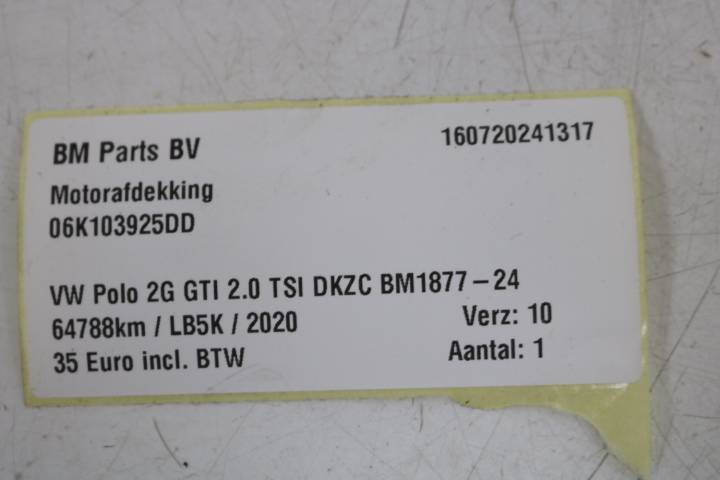 BM Parts BV 160720241317
Motorafdekking
06K103925DD
VW Polo 2G GTI 2.0 TSI DKZC BM1877-24
64788km / LB5K / 2020 Verz: 10
35 Euro incl. BTW Aantal: 1